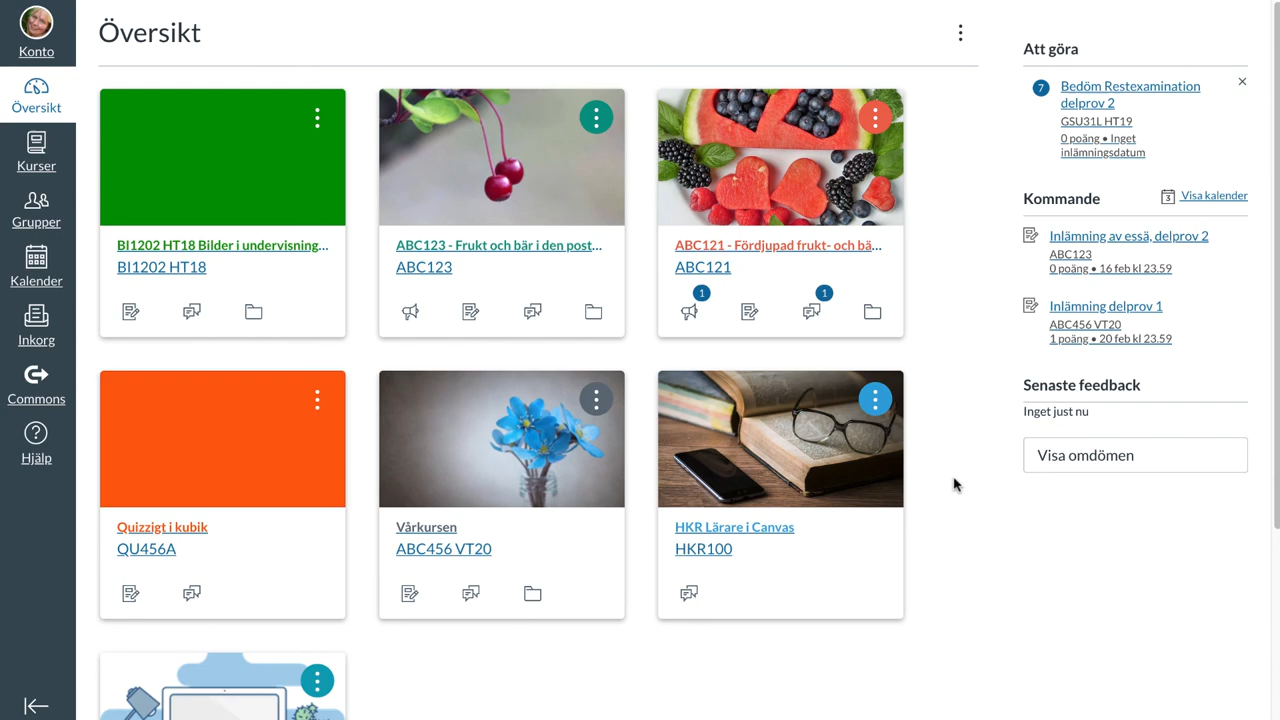 Konto
Översikt
Kurser
Grupper
Kalender
Inkorg
Commons
Hjälp
Översikt
BI1202 HT18 Bilder i undervisning...
BI1202 HT18
ABC123 - Frukt och bär i den post...
ABC123
ABC121 - Fördjupad frukt- och bä...
ABC121
1
1
Quizzigt i kubik
QU456A
Vårkursen
ABC456 VT20
HKR Lärare i Canvas
HKR100
Att göra
7
Bedöm Restexamination
delprov 2
GSU31L HT19
0 poäng • Inget
inlämningsdatum
Kommande
3
Visa kalender
Inlämning av essä, delprov 2
ABC123
0 poäng • 16 feb kl 23.59
Inlämning delprov 1
ABC456 VT20
1 poäng • 20 feb kl 23.59
Senaste feedback
Inget just nu
Visa omdömen